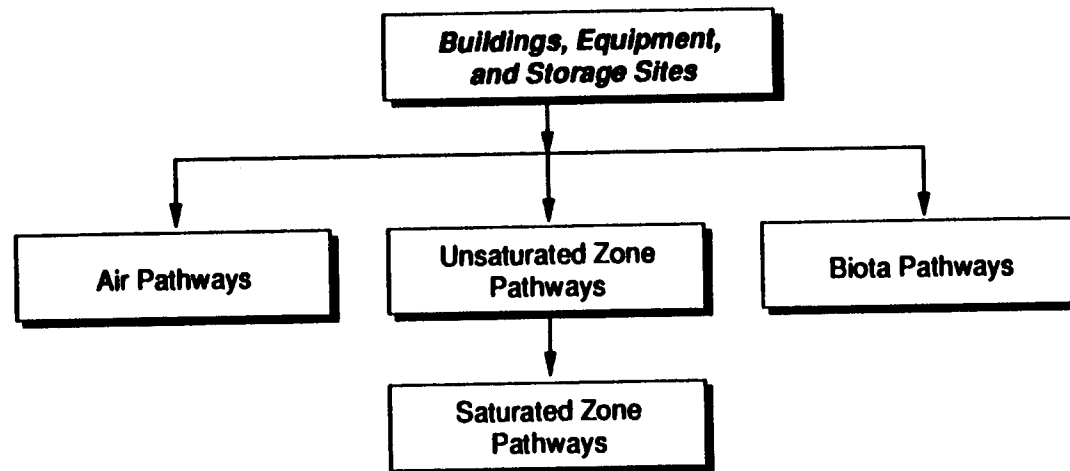 Buildings, Equipment,
and Storage Sites
Air Pathways
Unsaturated Zone
Pathways
Biota Pathways
Saturated Zone
Pathways